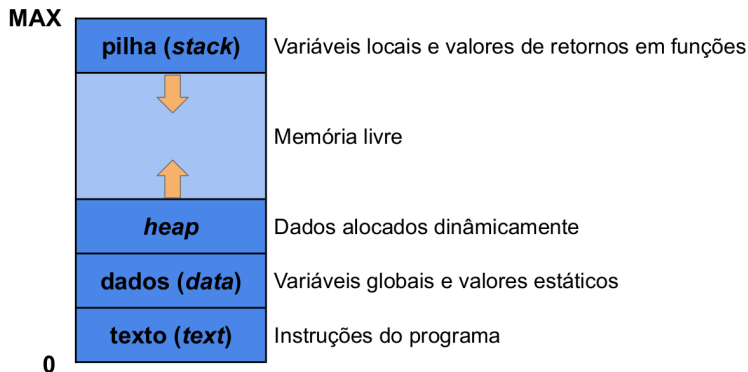 MAX
pilha (stack) Variáveis locais e valores de retornos em funções
Memória livre
heap Dados alocados dinâmicamente
dados (data) Variáveis globais e valores estáticos
texto (text) Instruções do programa
0